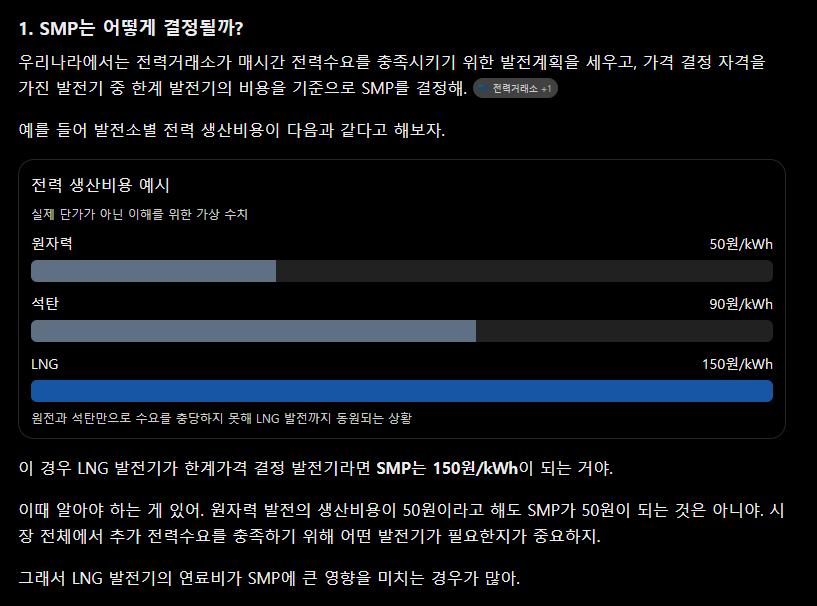 1. SMP는 어떻게 결정될까?
우리나라에서는 전력거래소가 매시간 전력수요를 충족시키기 위한 발전계획을 세우고, 가격 결정 자격을
가진 발전기 중 한계 발전기의 비용을 기준으로 SMP를 결정해. 전력거래소 +1
예를 들어 발전소별 전력 생산비용이 다음과 같다고 해보자.
전력 생산비용 예시
실제 단가가 아닌 이해를 위한 가상 수치
원자력 50원/kWh
석탄 90원/kWh
LNG 150원/kWh
원전과 석탄만으로 수요를 충당하지 못해 LNG 발전까지 동원되는 상황
이 경우 LNG 발전기가 한계가격 결정 발전기라면 SMP는 150원/kWh이 되는 거야.
이때 알아야 하는 게 있어. 원자력 발전의 생산비용이 50원이라고 해도 SMP가 50원이 되는 것은 아니야. 시
장 전체에서 추가 전력수요를 충족하기 위해 어떤 발전기가 필요한지가 중요하지.
그래서 LNG 발전기의 연료비가 SMP에 큰 영향을 미치는 경우가 많아.